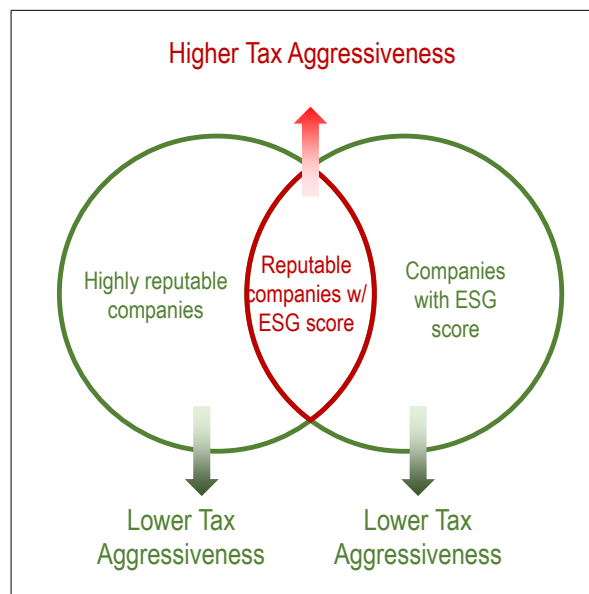 Higher Tax Aggressiveness
Highly reputable
companies
Reputable
companies w/
ESG score
Companies
with ESG
score
Lower Tax
Aggressiveness
Lower Tax
Aggressiveness